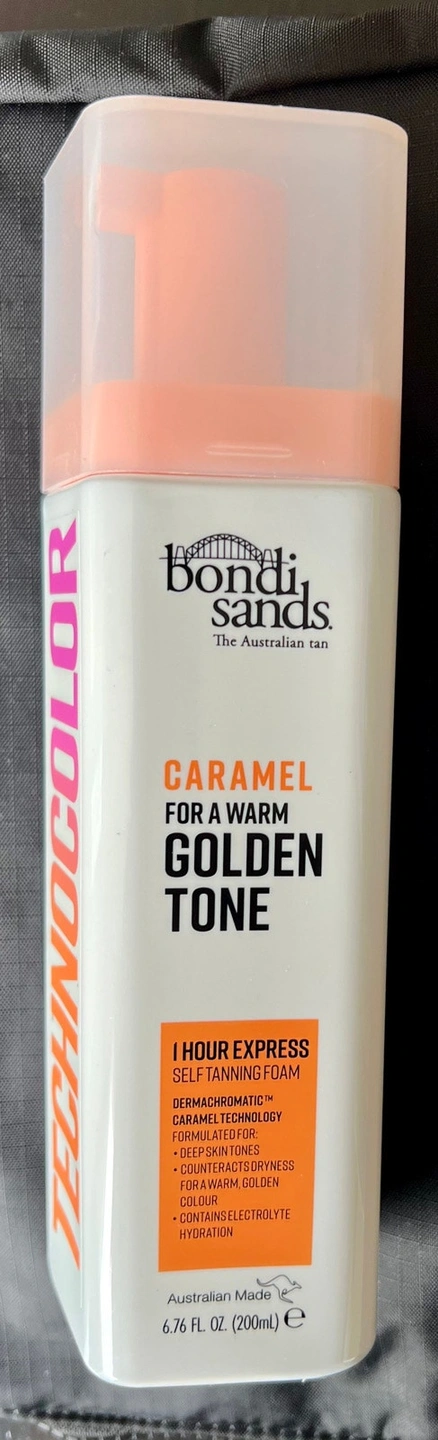 TECHNOCOLOR
bondi
sands.
The Australian tan
CARAMEL
FOR A WARM
GOLDEN
TONE
1 HOUR EXPRESS
SELF TANNING FOAM
DERMACHROMATIC™
CARAMEL TECHNOLOGY
FORMULATED FOR:
• DEEP SKIN TONES
• COUNTERACTS DRYNESS
FOR A WARM, GOLDEN
COLOUR
• CONTAINS ELECTROLYTE
HYDRATION
Australian Made
6.76 FL. OZ. (200mL) ℮